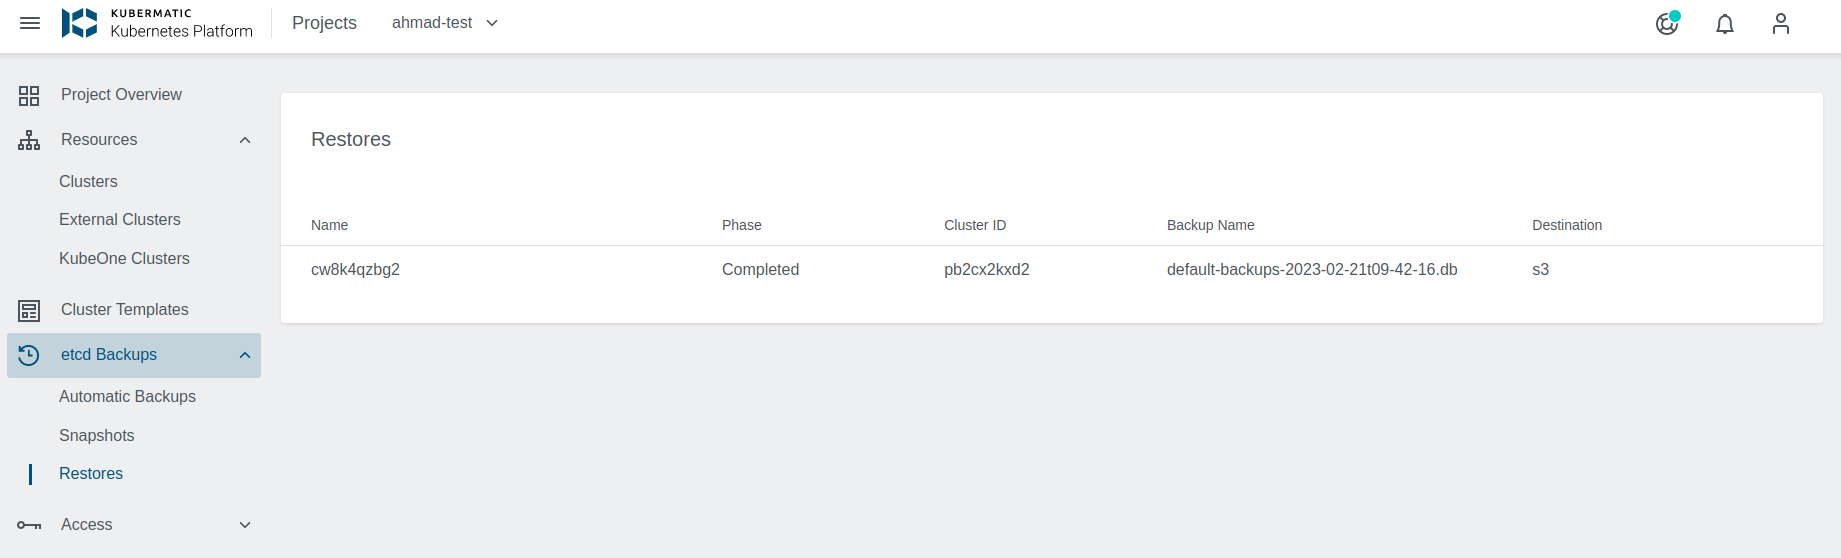 KUBERMATIC
Kubernetes Platform
Projects
ahmad-test
Project Overview
Resources
Clusters
External Clusters
KubeOne Clusters
Cluster Templates
etcd Backups
Automatic Backups
Snapshots
Restores
Access
Restores
Name Phase Cluster ID Backup Name Destination
cw8k4qzbg2 Completed pb2cx2kxd2 default-backups-2023-02-21t09-42-16.db s3